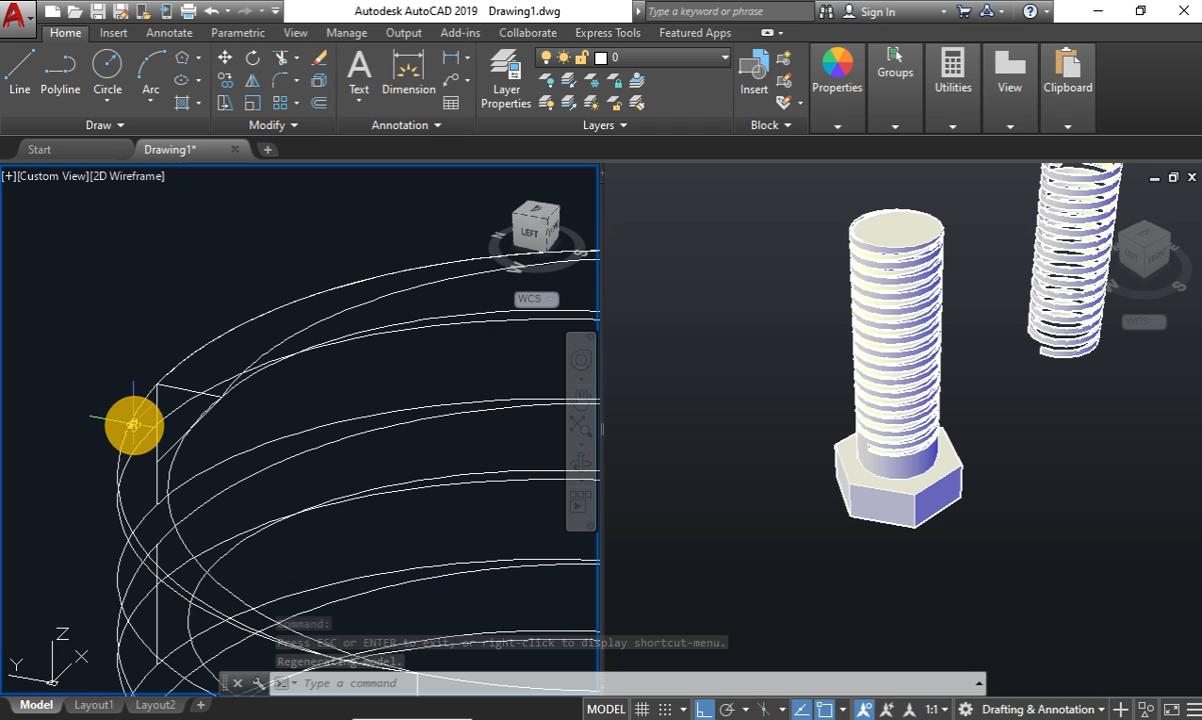 Autodesk AutoCAD 2019 Drawing1.dwg
Type a keyword or phrase
Sign In
Home Insert Annotate Parametric View Manage Output Add-ins Collaborate Express Tools Featured Apps
Line Polyline Circle Arc Text Dimension Layer Properties 0 Insert Properties Groups Utilities View Clipboard
Draw Modify Annotation Layers Block
Start Drawing1*
[+][Custom View][2D Wireframe]
LEFT
WCS
WCS
Z
Y X
Command:
Press ESC or ENTER to exit, or right-click to display shortcut-menu.
Regenerating model.
Type a command
Model Layout1 Layout2 MODEL 1:1 Drafting & Annotation